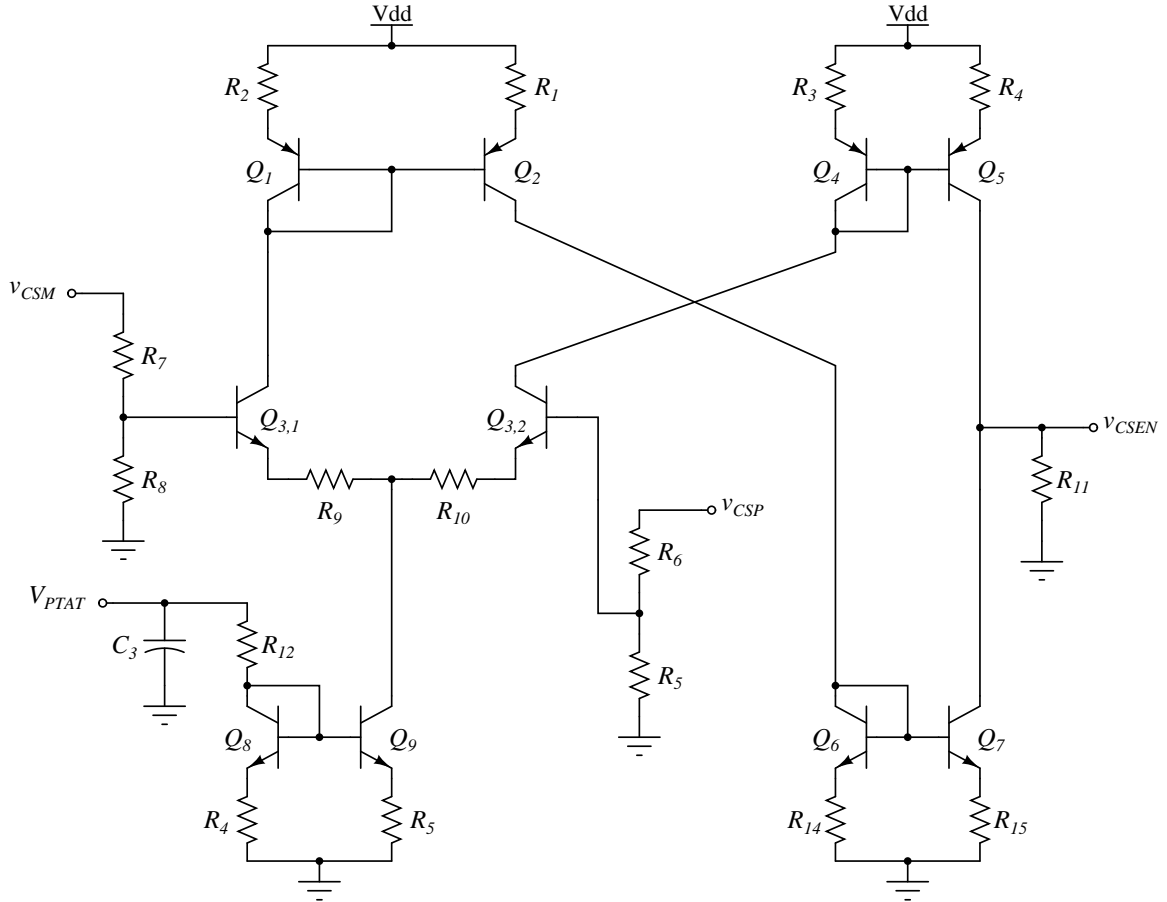 Vdd Vdd
R2 R1 R3 R4
Q1 Q2 Q4 Q5
vCSM
R7
Q3,1 Q3,2 vCSEN
R8 R11
R9 R10 vCSP
R6
VPTAT
C3 R12
R5
Q8 Q9 Q6 Q7
R4 R5 R14 R15